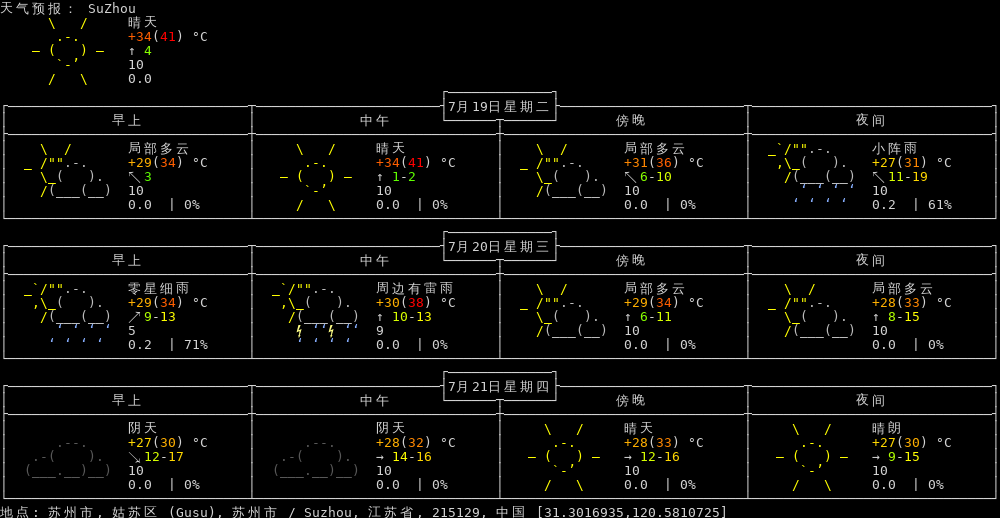 天气预报： SuZhou
晴天
+34(41) °C
↑ 4
10
0.0
7月19日星期二
早上 中午 傍晚 夜间
局部多云 晴天 局部多云 小阵雨
+29(34) °C +34(41) °C +31(36) °C +27(31) °C
↖ 3 ↑ 1-2 ↖ 6-10 ↖ 11-19
10 10 10 10
0.0 | 0% 0.0 | 0% 0.0 | 0% 0.2 | 61%
7月20日星期三
早上 中午 傍晚 夜间
零星细雨 周边有雷雨 局部多云 局部多云
+29(34) °C +30(38) °C +29(34) °C +28(33) °C
↗ 9-13 ↑ 10-13 ↑ 6-11 ↑ 8-15
5 9 10 10
0.2 | 71% 0.0 | 0% 0.0 | 0% 0.0 | 0%
7月21日星期四
早上 中午 傍晚 夜间
阴天 阴天 晴天 晴朗
+27(30) °C +28(32) °C +28(33) °C +27(30) °C
↘ 12-17 → 14-16 → 12-16 → 9-15
10 10 10 10
0.0 | 0% 0.0 | 0% 0.0 | 0% 0.0 | 0%
地点: 苏州市, 姑苏区 (Gusu), 苏州市 / Suzhou, 江苏省, 215129, 中国 [31.3016935,120.5810725]